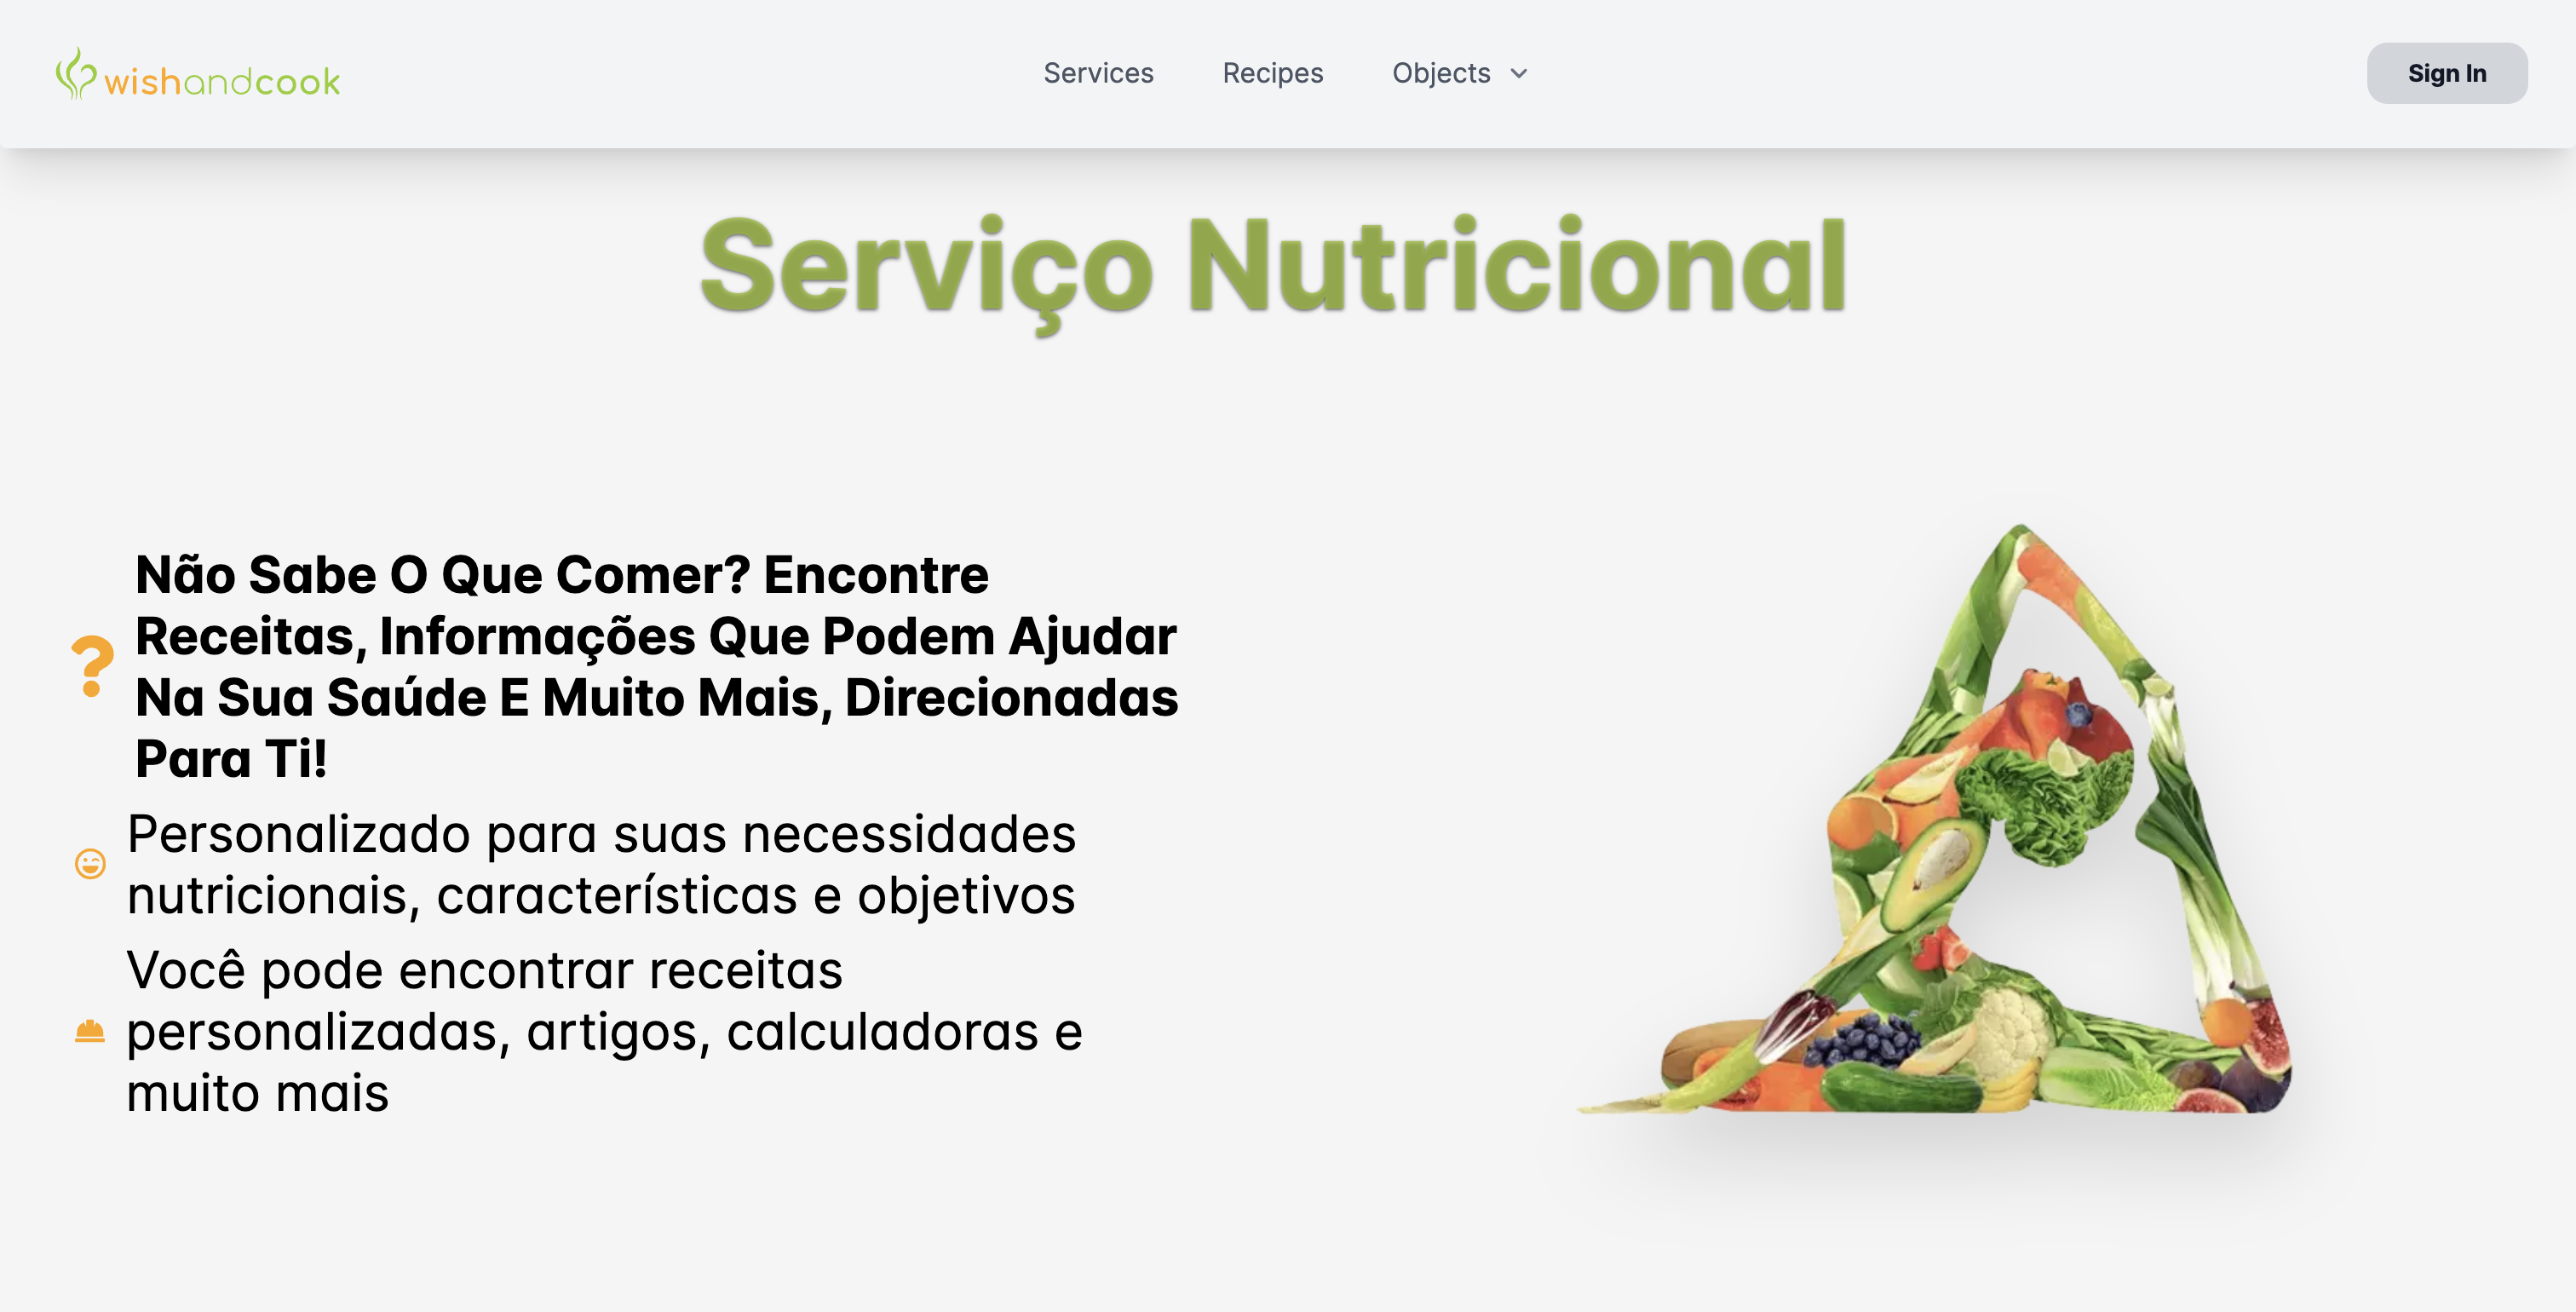 wishandcook
Services
Recipes
Objects
Sign In
Serviço Nutricional
Não Sabe O Que Comer? Encontre
Receitas, Informações Que Podem Ajudar
Na Sua Saúde E Muito Mais, Direcionadas
Para Ti!
Personalizado para suas necessidades
nutricionais, características e objetivos
Você pode encontrar receitas
personalizadas, artigos, calculadoras e
muito mais